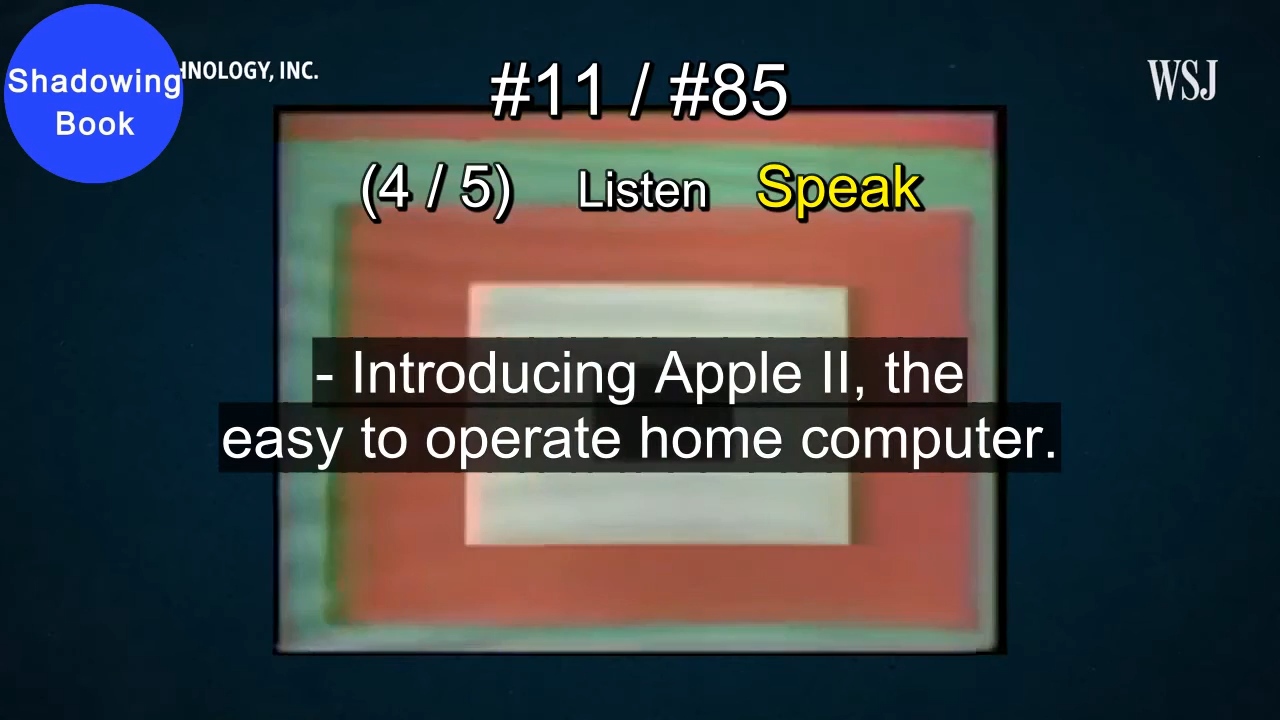 Shadowing
Book
HNOLOGY, INC.
WSJ
#11 / #85
(4 / 5) Listen Speak
- Introducing Apple II, the
easy to operate home computer.